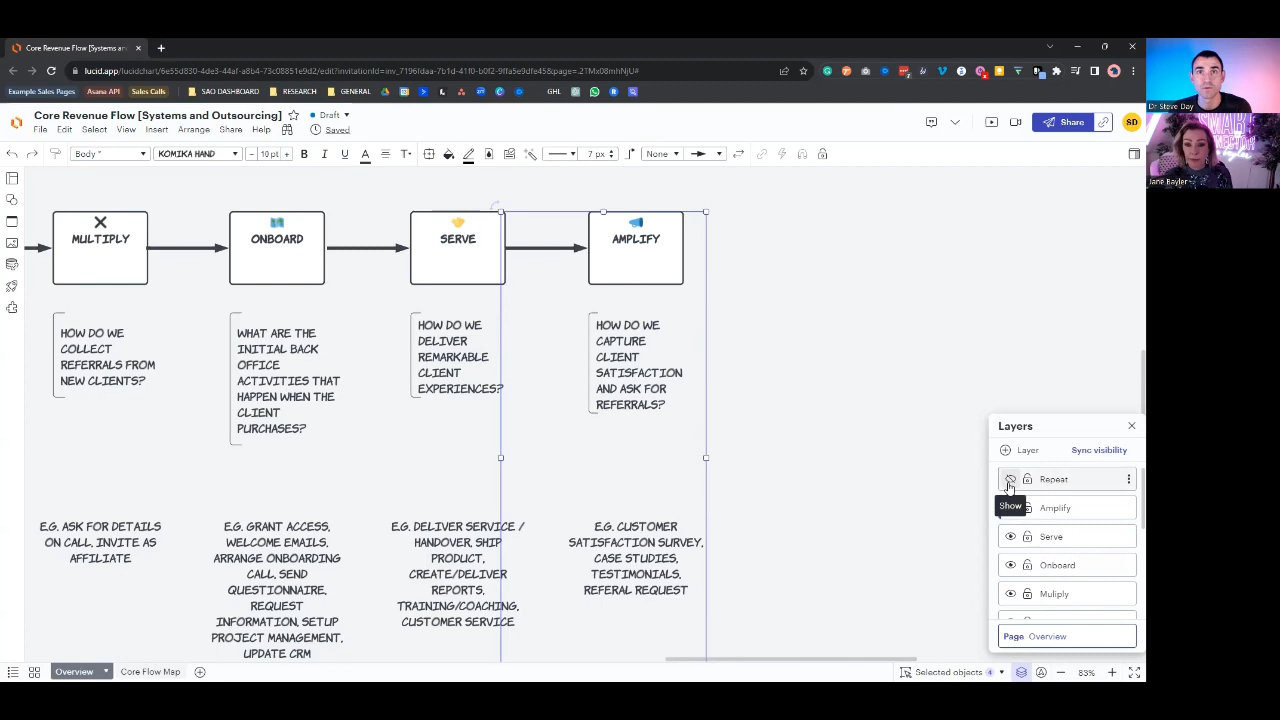 Core Revenue Flow [Systems and
lucid.app/lucidchart/6e55d830-4de3-44af-a8b4-73c08851e9d2/edit?invitationId=inv_7196fdaa-7b1d-41f0-b0f2-9ffa5e9dfe45&page=.2TMx08mhNjU#
Example Sales Pages
Asana API
Sales Calls
SAO DASHBOARD
RESEARCH
GENERAL
GHL
Core Revenue Flow [Systems and Outsourcing]
Draft
File Edit Select View Insert Arrange Share Help
Saved
Share
SD
Body *
KOMIKA HAND
10 pt
B I U A T
7 px
None
MULTIPLY
ONBOARD
SERVE
AMPLIFY
HOW DO WE
COLLECT
REFERRALS FROM
NEW CLIENTS?
WHAT ARE THE
INITIAL BACK
OFFICE
ACTIVITIES THAT
HAPPEN WHEN THE
CLIENT
PURCHASES?
HOW DO WE
DELIVER
REMARKABLE
CLIENT
EXPERIENCES?
HOW DO WE
CAPTURE
CLIENT
SATISFACTION
AND ASK FOR
REFERRALS?
E.G. ASK FOR DETAILS
ON CALL, INVITE AS
AFFILIATE
E.G. GRANT ACCESS,
WELCOME EMAILS,
ARRANGE ONBOARDING
CALL, SEND
QUESTIONNAIRE,
REQUEST
INFORMATION, SETUP
PROJECT MANAGEMENT,
UPDATE CRM
E.G. DELIVER SERVICE /
HANDOVER, SHIP
PRODUCT,
CREATE/DELIVER
REPORTS,
TRAINING/COACHING,
CUSTOMER SERVICE
E.G. CUSTOMER
SATISFACTION SURVEY,
CASE STUDIES,
TESTIMONIALS,
REFERAL REQUEST
Layers
Layer
Sync visibility
Repeat
Show
Amplify
Serve
Onboard
Muliply
Page Overview
Overview
Core Flow Map
Selected objects 4
83%
Dr Steve Day
SMART
Jane Bayler